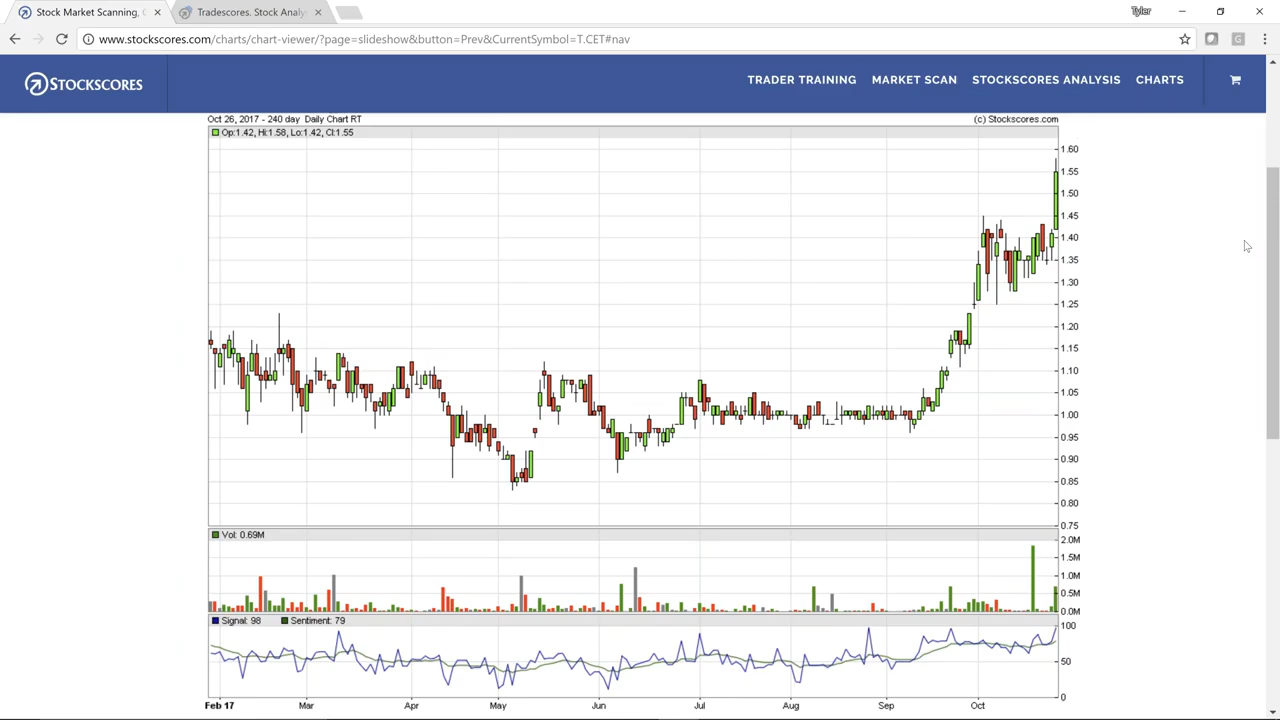 Stock Market Scanning, C
Tradescores. Stock Analy
Tyler
www.stockscores.com/charts/chart-viewer/?page=slideshow&button=Prev&CurrentSymbol=T.CET#nav
STOCKSCORES
TRADER TRAINING
MARKET SCAN
STOCKSCORES ANALYSIS
CHARTS
Oct 26, 2017 - 240 day Daily Chart RT
(c) Stockscores.com
Op:1.42, Hi:1.58, Lo:1.42, Cl:1.55
1.60
1.55
1.50
1.45
1.40
1.35
1.30
1.25
1.20
1.15
1.10
1.05
1.00
0.95
0.90
0.85
0.80
0.75
Vol: 0.69M
2.0M
1.5M
1.0M
0.5M
0.0M
Signal: 98
Sentiment: 79
100
50
0
Feb 17
Mar
Apr
May
Jun
Jul
Aug
Sep
Oct